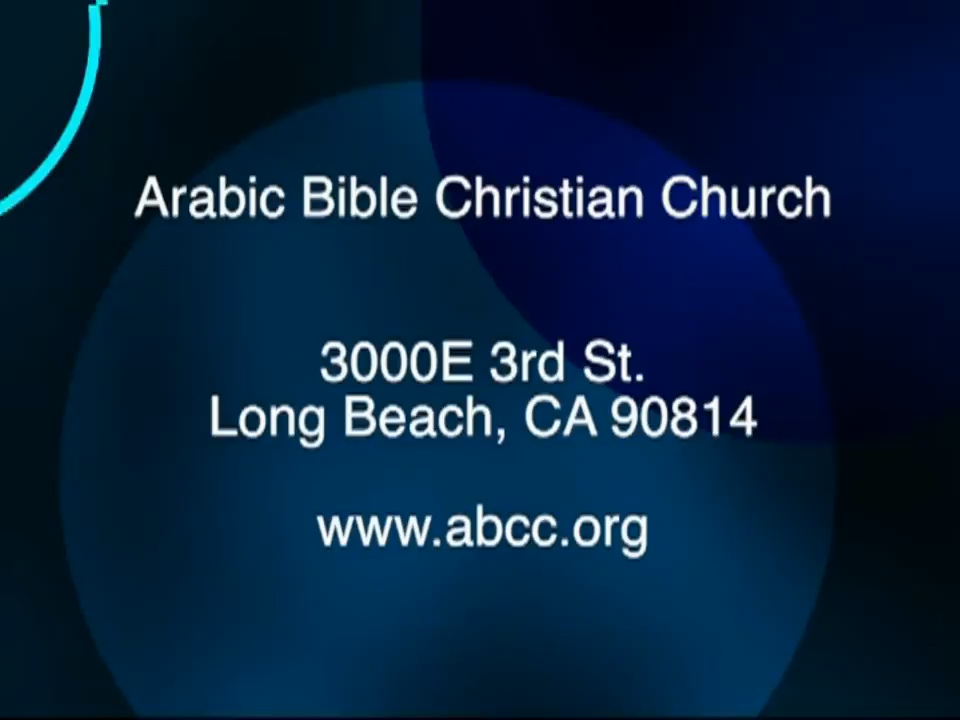 Arabic Bible Christian Church
3000E 3rd St.
Long Beach, CA 90814
www.abcc.org